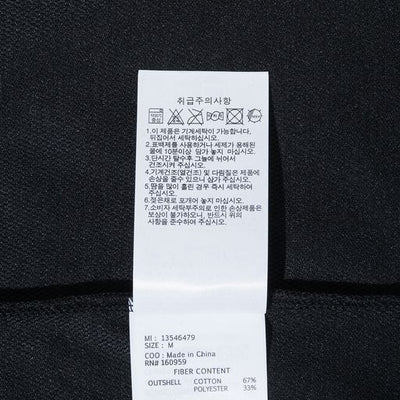 취급주의사항
1.이 제품은 기계세탁이 가능합니다.
뒤집어서 세탁하십시오.
2.표백제를 사용하거나 세제가 용해된
물에 10분이상 담가 놓지 마십시오.
3.단시간 탈수후 그늘에 뉘어서
건조시켜 주십시오.
4.기계건조(열건조) 및 다림질은 제품에
손상을 줄수도 있으니 삼가 주십시오.
5.땀을 많이 흘린 경우 즉시 세탁하여
주십시오.
6.젖은채로 포개어 놓지 마십시오.
7.소비자 세탁부주의로 인한 손상제품은
보상이 불가하오니, 반드시 위의
사항을 준수하여 주십시오.
MI : 13546479
SIZE : M
COO : Made in China
RN# 160959
FIBER CONTENT
OUTSHELL COTTON 67%
POLYESTER 33%